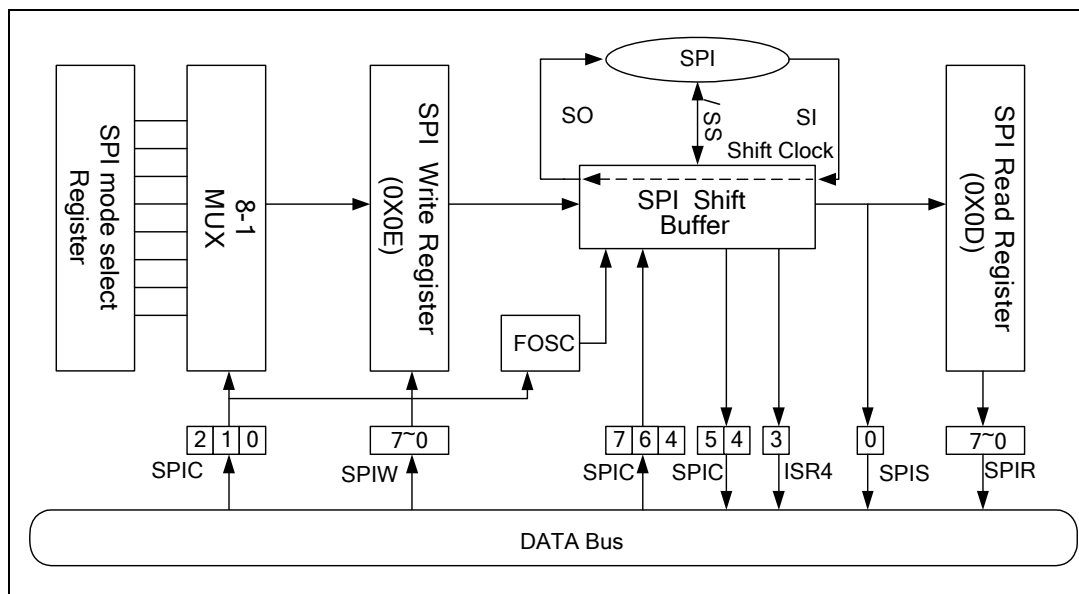 SPI
SO
/ SS
SI
Shift Clock
SPI mode select
Register
8-1
MUX
SPI Write Register
(0X0E)
SPI Shift
Buffer
SPI Read Register
(0X0D)
FOSC
2 1 0
7~0
7 6 4
5 4
3
0
7~0
SPIC
SPIW
SPIC
SPIC
ISR4
SPIS
SPIR
DATA Bus